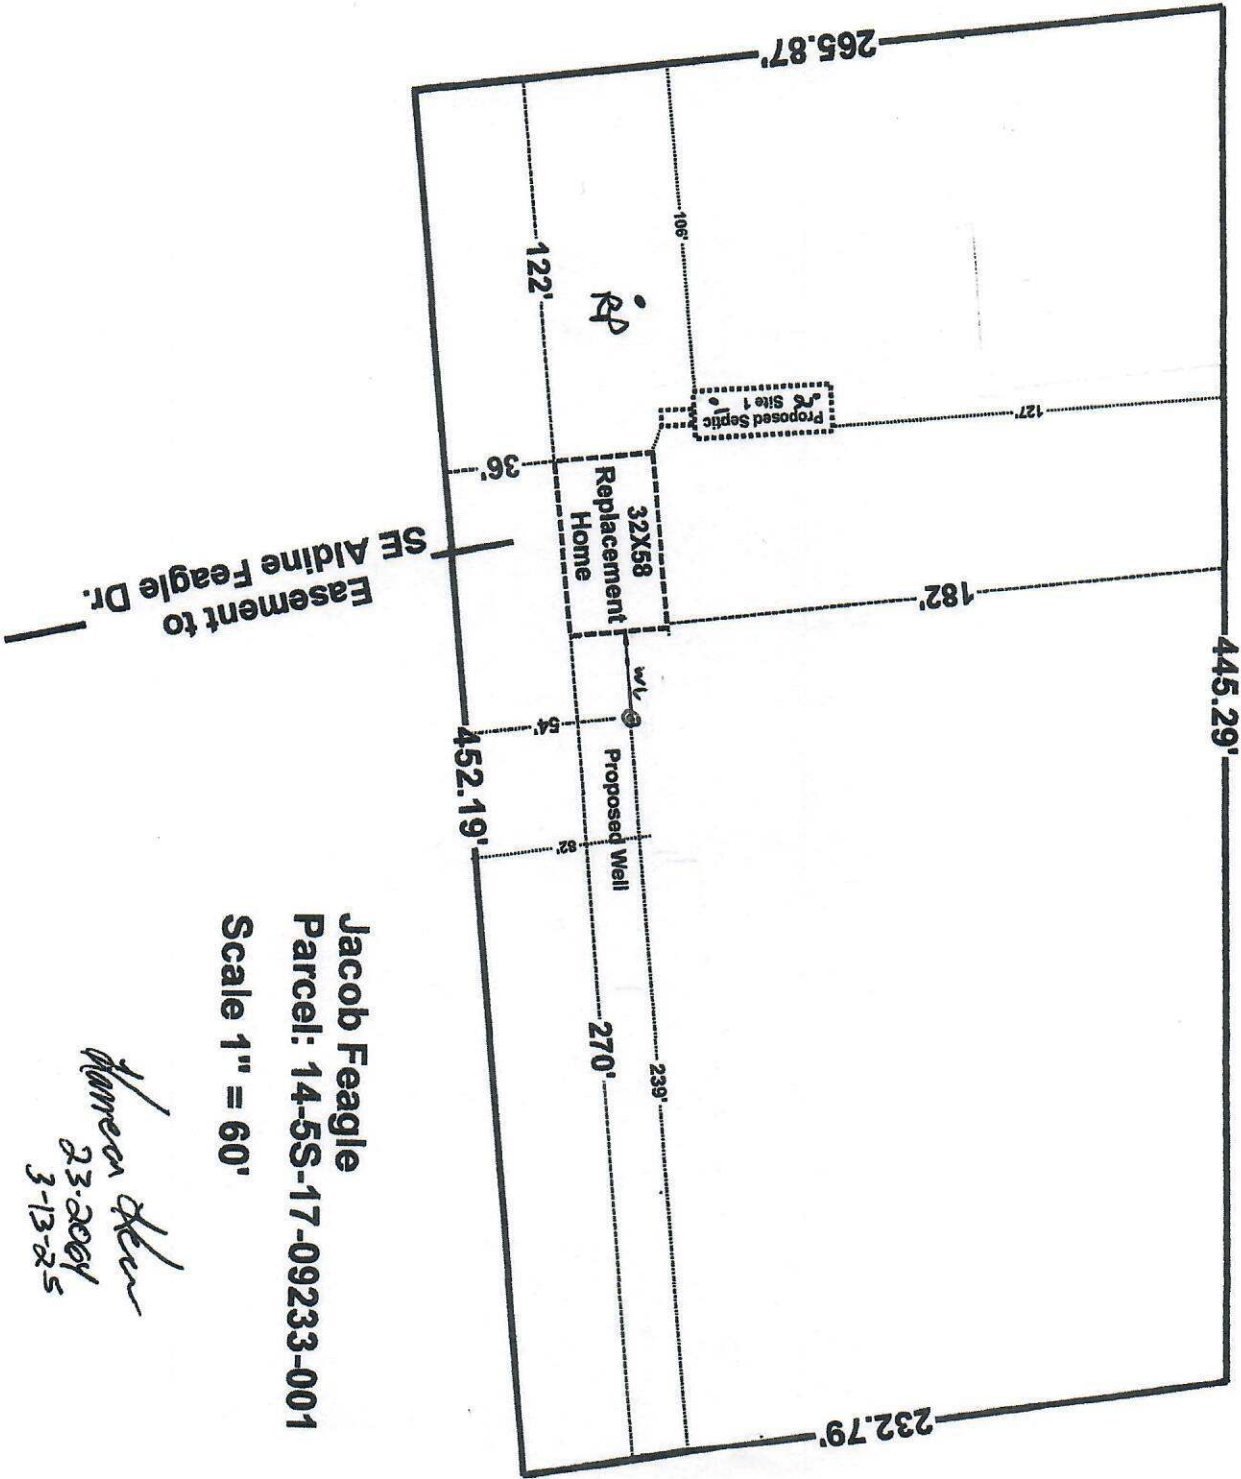 265.87'
445.29'
106'
127'
122'
RP
Proposed Septic
Site 1
36'
32X58
Replacement
Home
182'
Easement to
SE Aldine Feagle Dr.
WL
54'
452.19'
Proposed Well
82'
270'
239'
232.79'
Jacob Feagle
Parcel: 14-5S-17-09233-001
Scale 1" = 60'
3-13-25